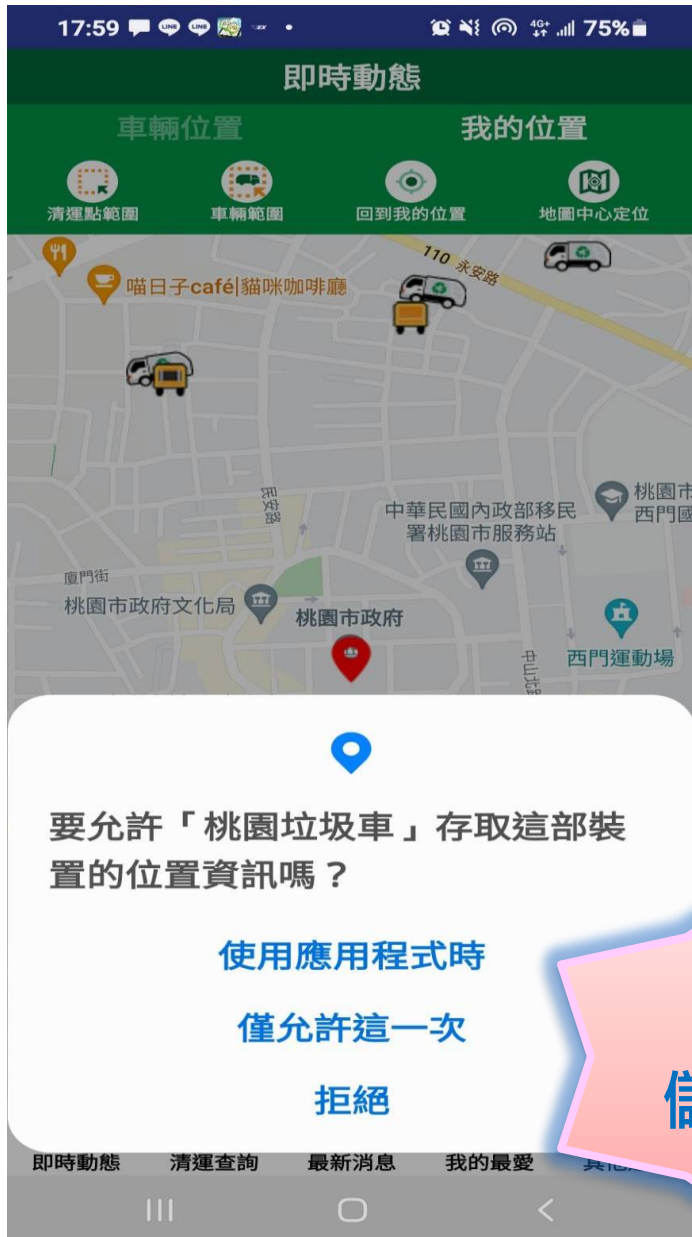 17:59
4G+
75%
即時動態
車輛位置
我的位置
清運點範圍
車輛範圍
回到我的位置
地圖中心定位
喵日子café|貓咪咖啡廳
110 永安路
民安路
中華民國內政部移民
署桃園市服務站
桃園市
西門國
廈門街
桃園市政府文化局
桃園市政府
西門運動場
中山北路
要允許「桃園垃圾車」存取這部裝
置的位置資訊嗎？
使用應用程式時
僅允許這一次
拒絕
即時動態
清運查詢
最新消息
我的最愛